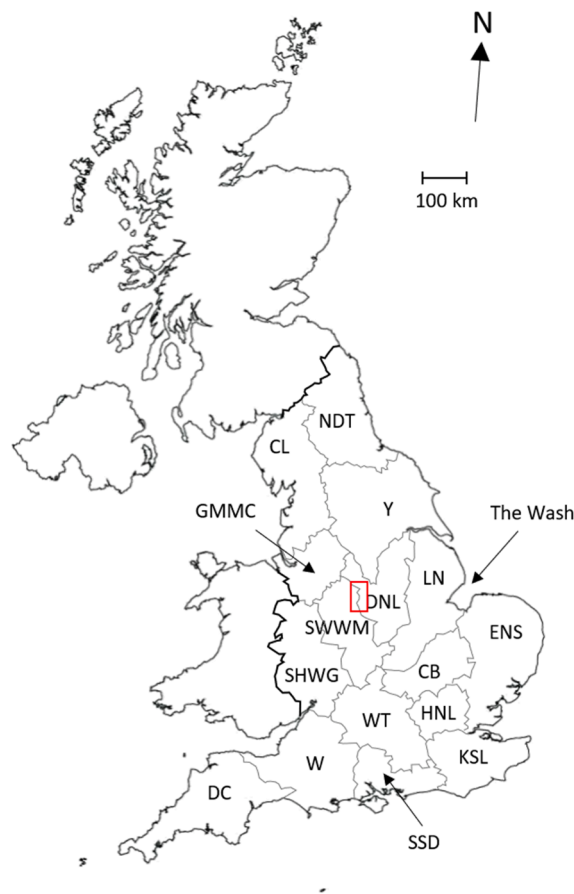 N
100 km
NDT
CL
Y
GMMC
The Wash
LN
DNL
SWWM
ENS
SHWG
CB
HNL
WT
KSL
W
DC
SSD